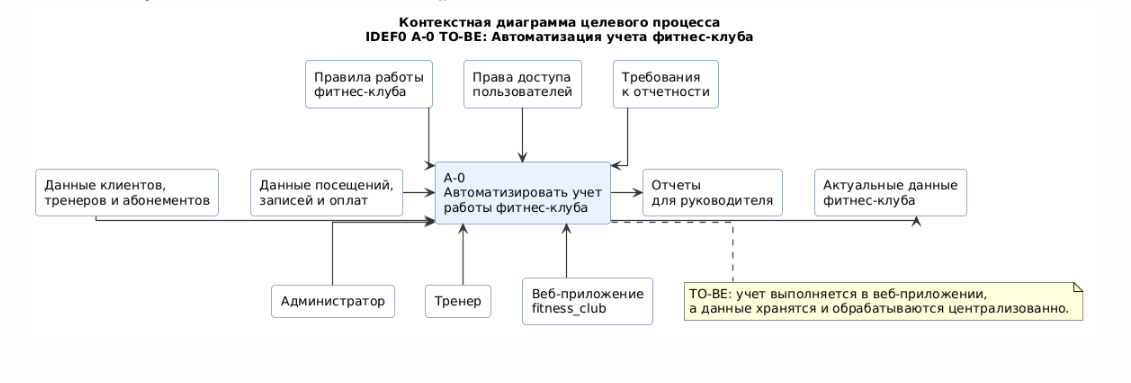 Контекстная диаграмма целевого процесса
IDEF0 A-0 TO-BE: Автоматизация учета фитнес-клуба
Правила работы
фитнес-клуба
Права доступа
пользователей
Требования
к отчетности
Данные клиентов,
тренеров и абонементов
Данные посещений,
записей и оплат
A-0
Автоматизировать учет
работы фитнес-клуба
Отчеты
для руководителя
Актуальные данные
фитнес-клуба
Администратор
Тренер
Веб-приложение
fitness_club
TO-BE: учет выполняется в веб-приложении,
а данные хранятся и обрабатываются централизованно.